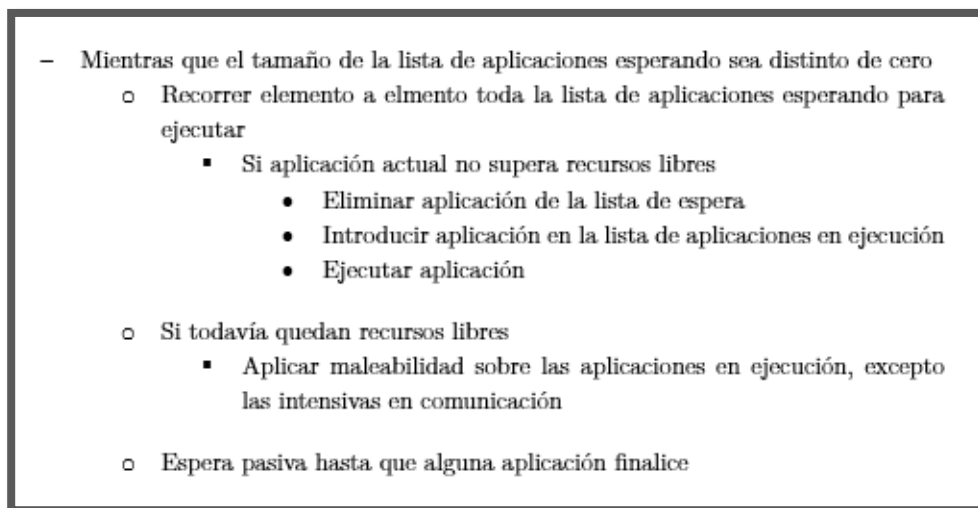 – Mientras que el tamaño de la lista de aplicaciones esperando sea distinto de cero
o Recorrer elemento a elmento toda la lista de aplicaciones esperando para
ejecutar
▪ Si aplicación actual no supera recursos libres
• Eliminar aplicación de la lista de espera
• Introducir aplicación en la lista de aplicaciones en ejecución
• Ejecutar aplicación
o Si todavía quedan recursos libres
▪ Aplicar maleabilidad sobre las aplicaciones en ejecución, excepto
las intensivas en comunicación
o Espera pasiva hasta que alguna aplicación finalice